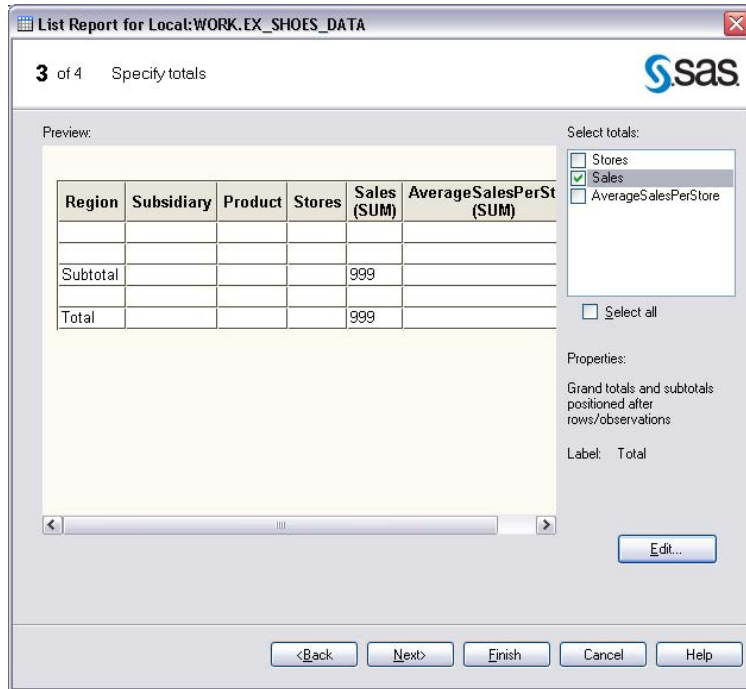 List Report for Local:WORK.EX_SHOES_DATA
3 of 4 Specify totals
sas
Preview:
Region Subsidiary Product Stores Sales (SUM) AverageSalesPerSt (SUM)
Subtotal 999
Total 999
Select totals:
Stores
Sales
AverageSalesPerStore
Select all
Properties:
Grand totals and subtotals
positioned after
rows/observations
Label: Total
Edit...
<Back Next> Finish Cancel Help